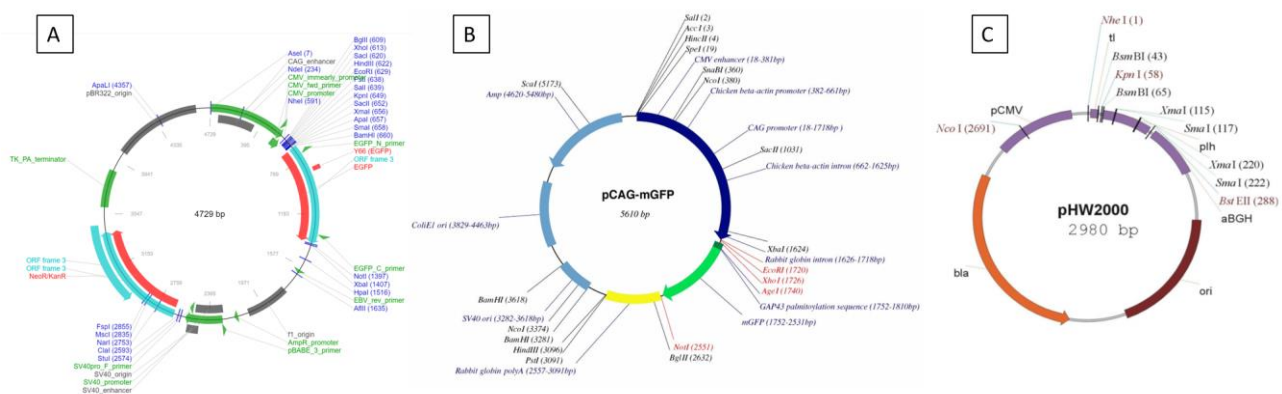 A
AseI (7)
CAG_enhancer
NdeI (234)
CMV_immearly_promoter
CMV_fwd_primer
CMV_promoter
NheI (591)
BglII (609)
XhoI (613)
SacI (620)
HindIII (622)
EcoRI (629)
PstI (638)
SalI (639)
KpnI (649)
SacII (652)
XmaI (656)
ApaI (657)
SmaI (658)
BamHI (660)
EGFP_N_primer
Y66 (EGFP)
ORF frame 3
EGFP
ApaLI (4357)
pBR322_origin
TK_PA_terminator
4729 bp
EGFP_C_primer
NotI (1397)
XbaI (1407)
HpaI (1516)
EBV_rev_primer
AflII (1635)
f1_origin
AmpR_promoter
pBABE_3_primer
ORF frame 3
ORF frame 3
NeoR/KanR
FspI (2855)
MscI (2835)
NarI (2753)
ClaI (2593)
StuI (2574)
SV40pro_F_primer
SV40_origin
SV40_promoter
SV40_enhancer
B
SalI (2)
AccI (3)
HincII (4)
SpeI (19)
CMV enhancer (18-381bp)
SnaBI (360)
NcoI (380)
Chicken beta-actin promoter (382-661bp)
CAG promoter (18-1718bp )
SacII (1031)
Chicken beta-actin intron (662-1625bp)
XbaI (1624)
Rabbit globin intron (1626-1718bp)
EcoRI (1720)
XhoI (1726)
AgeI (1740)
GAP43 palmitoylation sequence (1752-1810bp)
mGFP (1752-2531bp)
NotI (2551)
BglII (2632)
ScaI (5173)
Amp (4620-5480bp)
pCAG-mGFP
5610 bp
ColiE1 ori (3829-4463bp)
BamHI (3618)
SV40 ori (3282-3618bp)
NcoI (3374)
BamHI (3281)
HindIII (3096)
PstI (3091)
Rabbit globin polyA (2557-3091bp)
C
Nhe I (1)
tI
BsmBI (43)
Kpn I (58)
BsmBI (65)
XmaI (115)
SmaI (117)
pIh
XmaI (220)
SmaI (222)
Bst EII (288)
aBGH
pCMV
Nco I (2691)
pHW2000
2980 bp
bla
ori